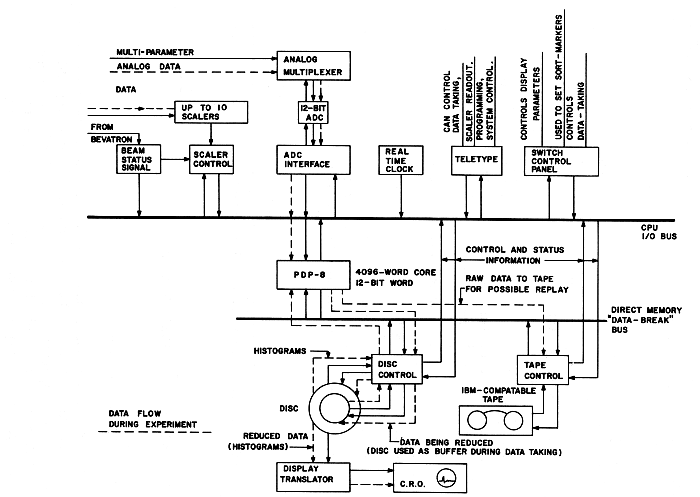 MULTI-PARAMETER
ANALOG DATA
ANALOG
MULTIPLEXER
DATA
12-BIT
ADC
UP TO 10
SCALERS
FROM
BEVATRON
BEAM
STATUS
SIGNAL
SCALER
CONTROL
ADC
INTERFACE
REAL
TIME
CLOCK
CAN CONTROL
DATA TAKING,
SCALER READOUT,
PROGRAMMING,
SYSTEM CONTROL.
TELETYPE
CONTROLS DISPLAY
PARAMETERS
USED TO SET SORT-MARKERS
CONTROLS
DATA-TAKING
SWITCH
CONTROL
PANEL
CPU
I/O BUS
CONTROL AND STATUS
INFORMATION
PDP-8
4096-WORD CORE
12-BIT WORD
RAW DATA TO TAPE
FOR POSSIBLE REPLAY
DIRECT MEMORY
"DATA-BREAK"
BUS
HISTOGRAMS
DISC
CONTROL
TAPE
CONTROL
IBM-COMPATABLE
TAPE
DISC
DATA FLOW
DURING EXPERIMENT
REDUCED DATA
(HISTOGRAMS)
DATA BEING REDUCED
(DISC USED AS BUFFER DURING DATA TAKING)
DISPLAY
TRANSLATOR
C.R.O.